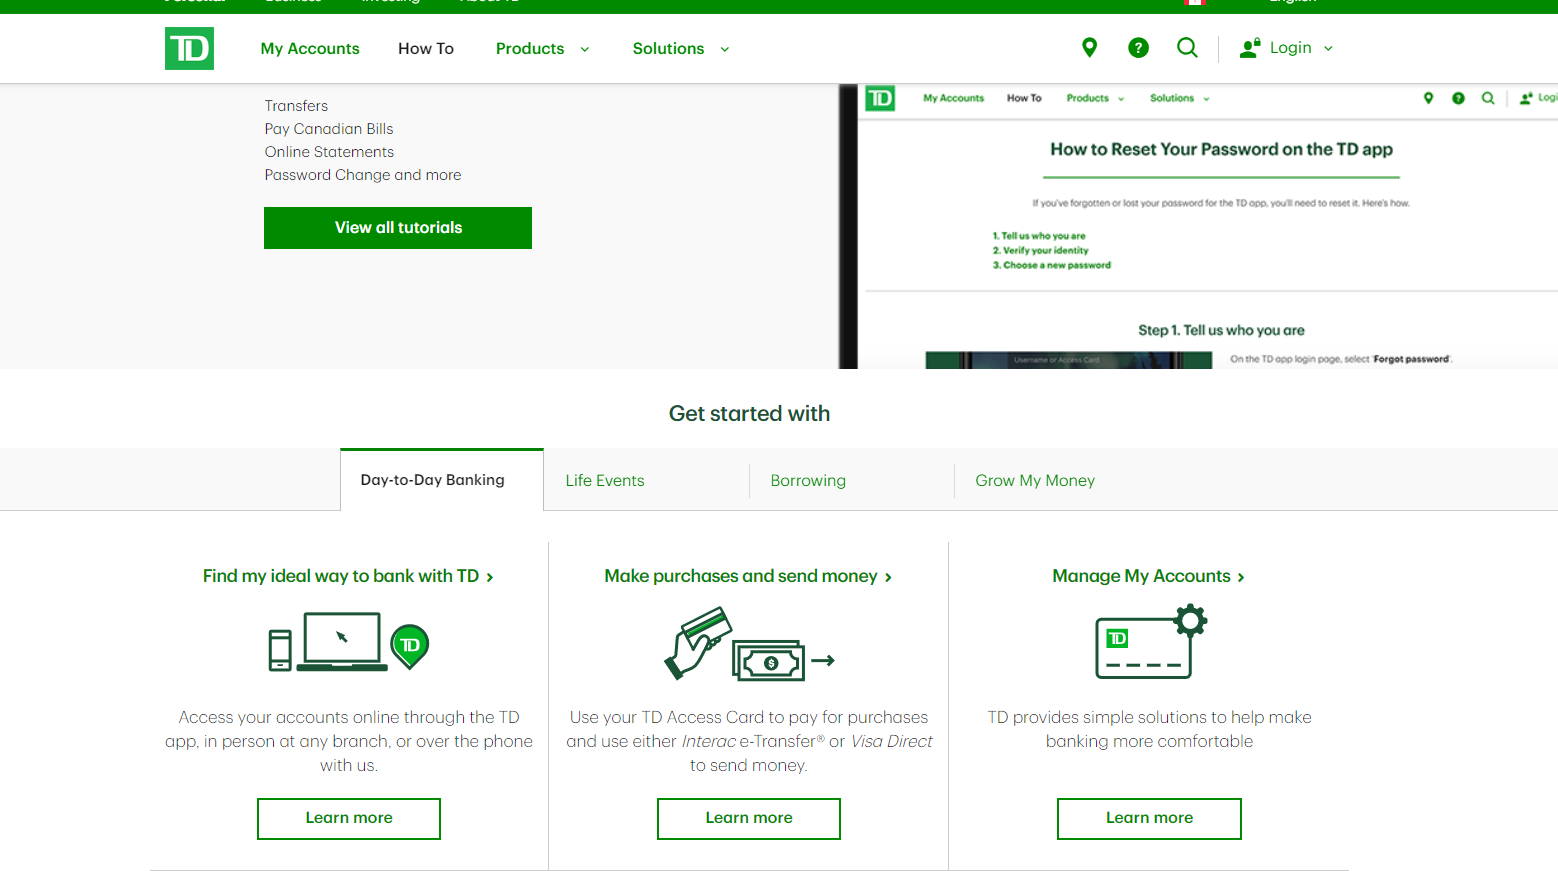 Personal Business Investing About TD English
TD My Accounts How To Products Solutions ? Login
Transfers
Pay Canadian Bills
Online Statements
Password Change and more
View all tutorials
TD My Accounts How To Products Solutions ? Logi
How to Reset Your Password on the TD app
If you've forgotten or lost your password for the TD app, you'll need to reset it. Here's how.
1. Tell us who you are
2. Verify your identity
3. Choose a new password
Step 1. Tell us who you are
Username or Access Card
On the TD app login page, select 'Forgot password'.
Get started with
Day-to-Day Banking Life Events Borrowing Grow My Money
Find my ideal way to bank with TD
TD
Access your accounts online through the TD
app, in person at any branch, or over the phone
with us.
Learn more
Make purchases and send money
$
Use your TD Access Card to pay for purchases
and use either Interac e-Transfer® or Visa Direct
to send money.
Learn more
Manage My Accounts
TD
TD provides simple solutions to help make
banking more comfortable
Learn more